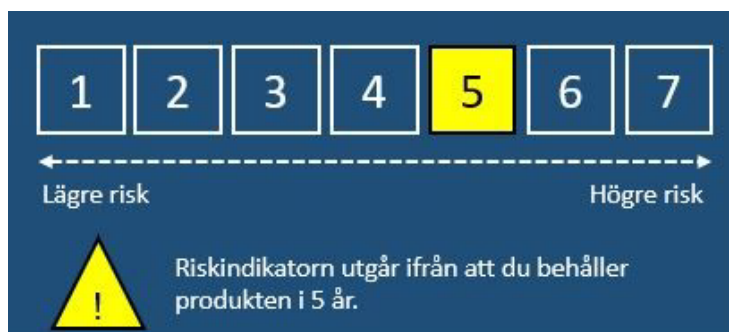 1 2 3 4 5 6 7
Lägre risk Högre risk
! Riskindikatorn utgår ifrån att du behåller
produkten i 5 år.